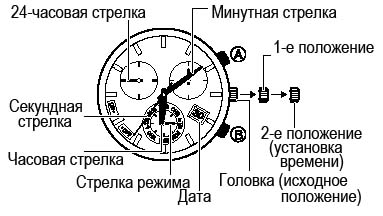 24-часовая стрелка
Минутная стрелка
1-е положение
A
Секундная
стрелка
B
2-е положение
(установка
времени)
Часовая стрелка
Стрелка режима
Дата
Головка (исходное
положение)